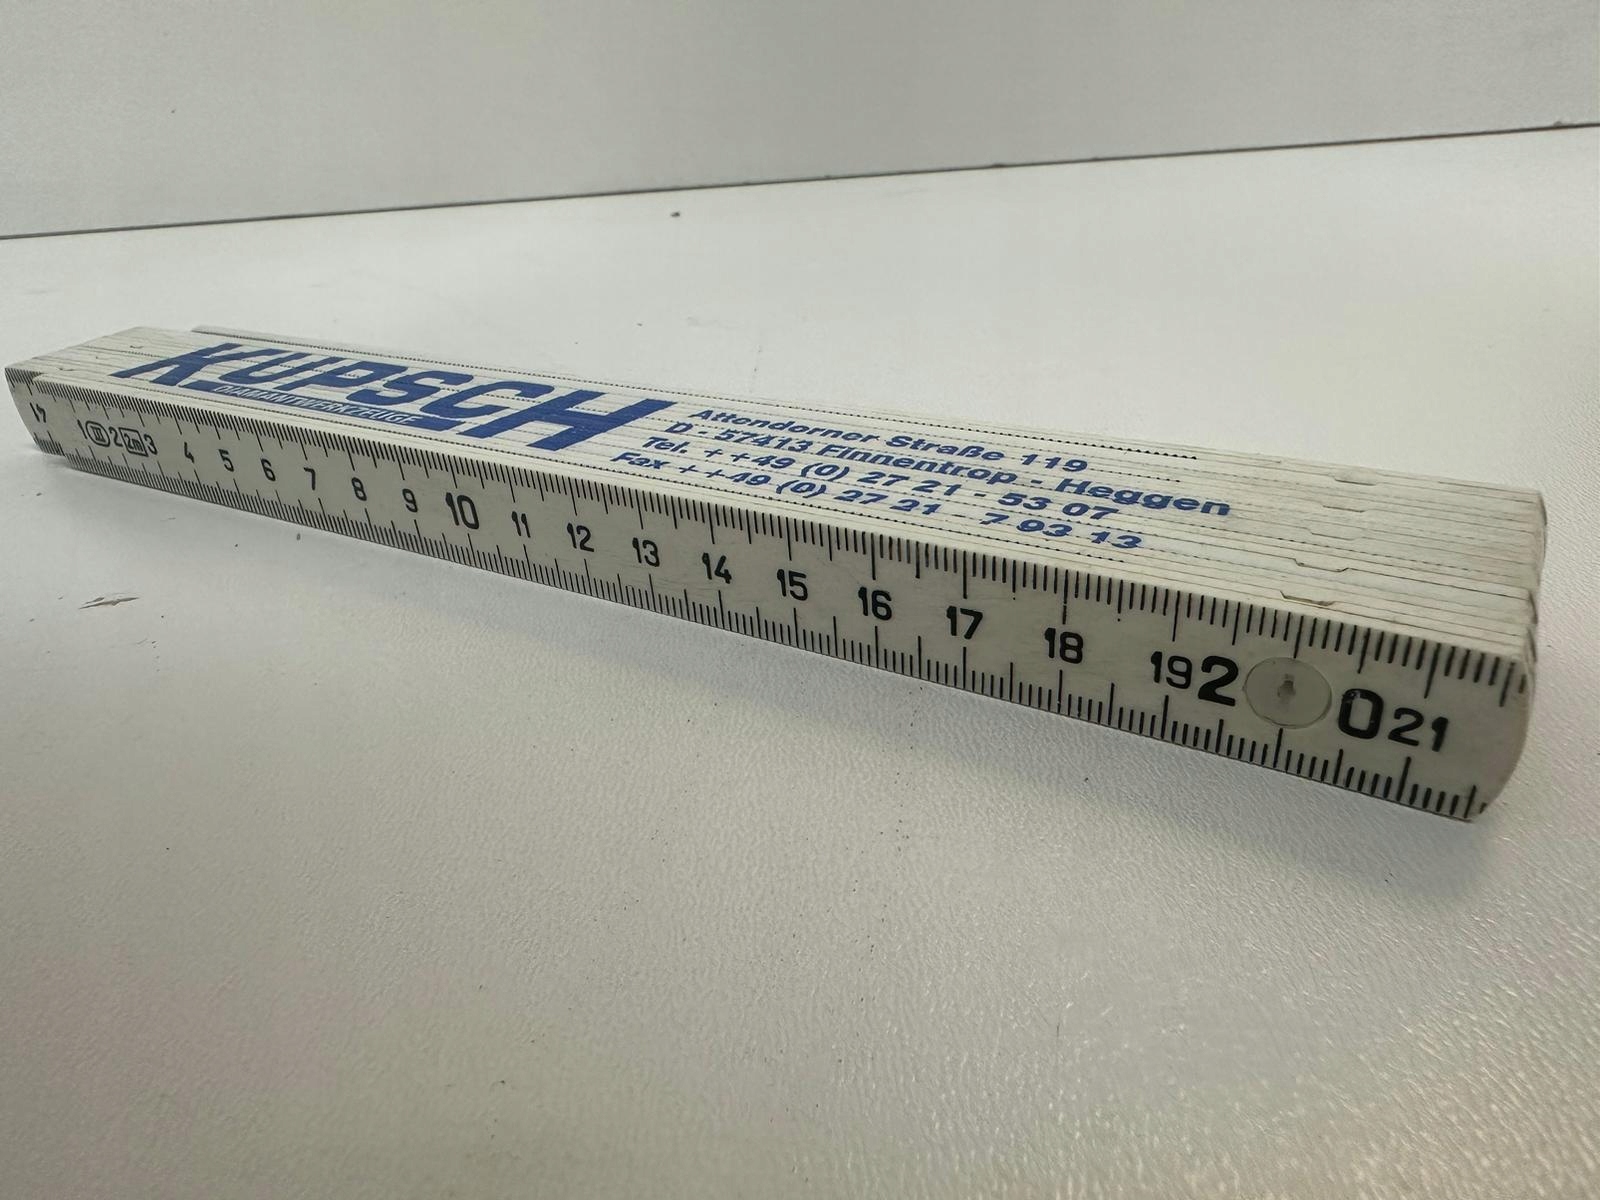 KUPSCH
DIAMANTWERKZEUGE
Attendorner Straße 119
D - 57413 Finnentrop - Heggen
Tel. ++49 (0) 27 21 - 53 07
Fax ++49 (0) 27 21 - 7 93 13
1 2 2m 3 4 5 6 7 8 9 10 11 12 13 14 15 16 17 18 19 20 21